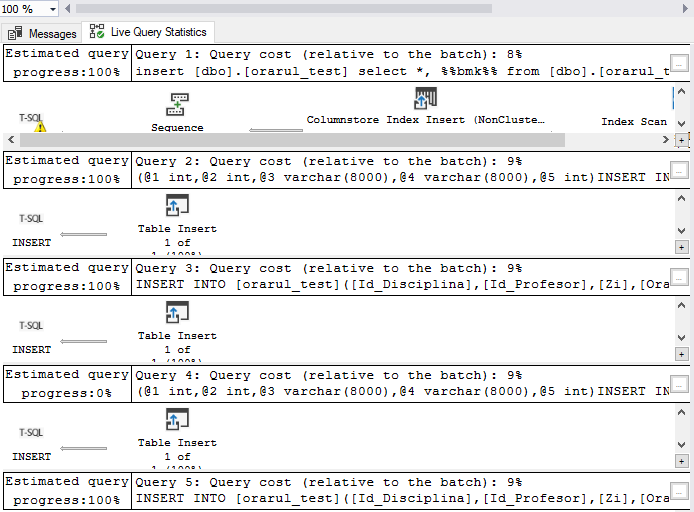 100 %
Messages
Live Query Statistics
Estimated query progress:100%
Query 1: Query cost (relative to the batch): 8%
insert [dbo].[orarul_test] select *, %%bmk%% from [dbo].[orarul_t
...
T-SQL
Sequence
Columnstore Index Insert (NonCluste…
Index Scan
Estimated query progress:100%
Query 2: Query cost (relative to the batch): 9%
(@1 int,@2 int,@3 varchar(8000),@4 varchar(8000),@5 int)INSERT IN
...
T-SQL
INSERT
Table Insert
1 of
1 (100%)
Estimated query progress:100%
Query 3: Query cost (relative to the batch): 9%
INSERT INTO [orarul_test]([Id_Disciplina],[Id_Profesor],[Zi],[Ora
...
T-SQL
INSERT
Table Insert
1 of
1 (100%)
Estimated query progress:0%
Query 4: Query cost (relative to the batch): 9%
(@1 int,@2 int,@3 varchar(8000),@4 varchar(8000),@5 int)INSERT IN
...
T-SQL
INSERT
Table Insert
1 of
1 (100%)
Estimated query progress:100%
Query 5: Query cost (relative to the batch): 9%
INSERT INTO [orarul_test]([Id_Disciplina],[Id_Profesor],[Zi],[Ora
...